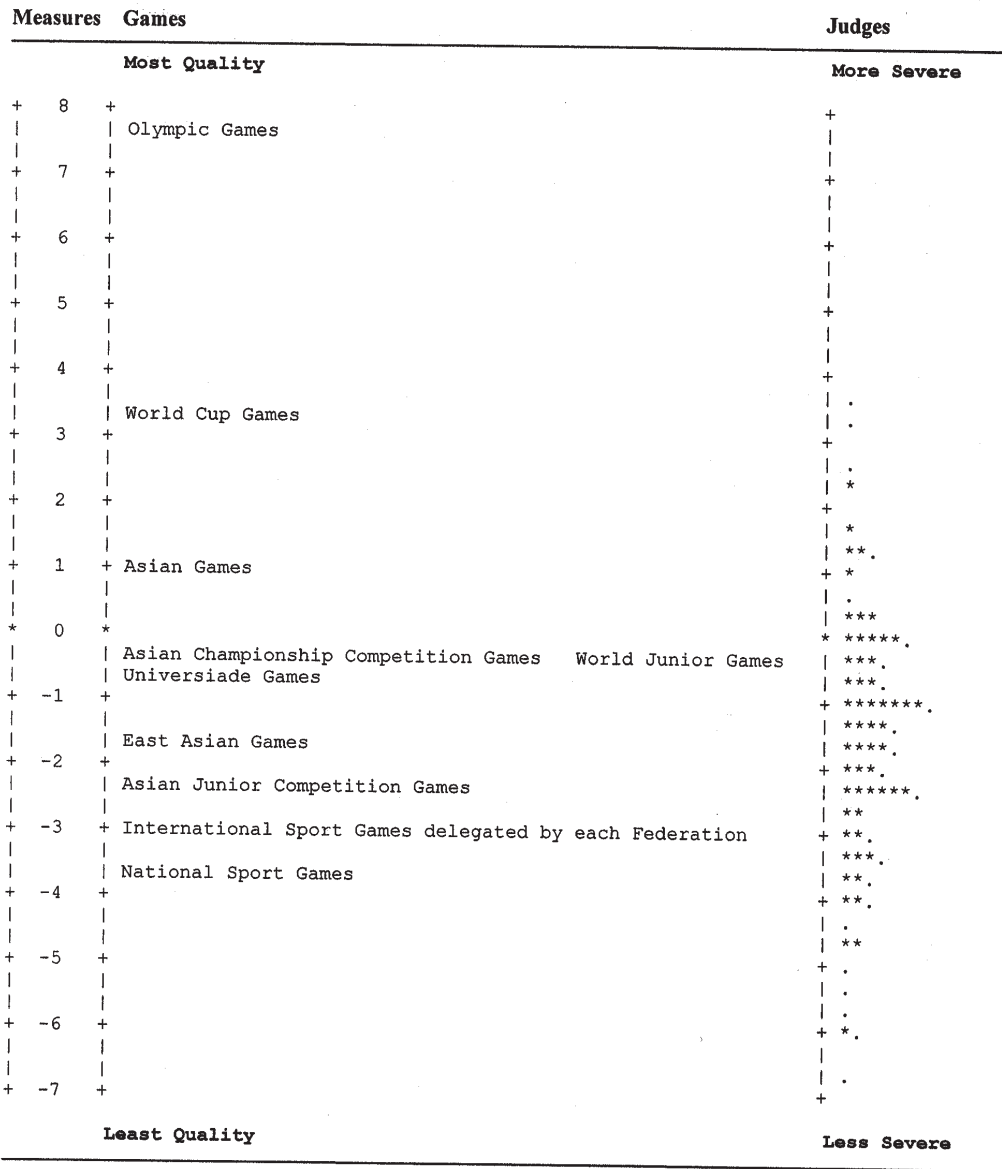 Measures Games Judges
Most Quality More Severe
+ 8 + +
| | Olympic Games |
| | |
+ 7 + +
| | |
| | |
+ 6 + +
| | |
| | |
+ 5 + +
| | |
| | |
+ 4 + +
| | | .
| | World Cup Games | .
+ 3 + +
| | | .
| | | *
+ 2 + +
| | | *
| | | **.
+ 1 + Asian Games + *
| | | .
| | | ***
* 0 * * *****.
| | Asian Championship Competition Games World Junior Games | ***.
| | Universiade Games | ***.
+ -1 + + *******.
| | | ****.
| | East Asian Games | ****.
+ -2 + + ***.
| | Asian Junior Competition Games | ******.
| | | **
+ -3 + International Sport Games delegated by each Federation + **.
| | | ***.
| | National Sport Games | **.
+ -4 + + **.
| | | .
| | | **
+ -5 + + .
| | | .
| | | .
+ -6 + + *.
| | |
| | | .
+ -7 + +
Least Quality Less Severe